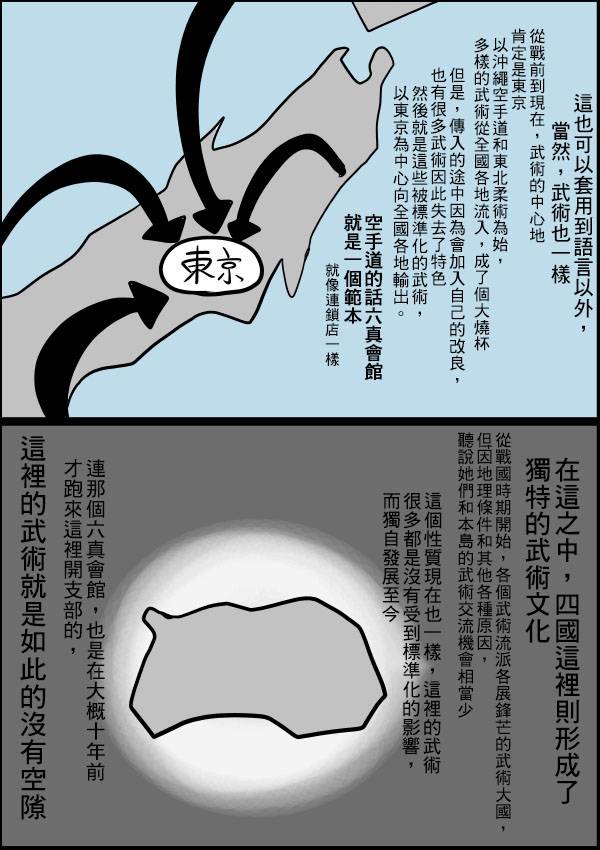 這也可以套用到語言以外，
當然，武術也一樣
從戰前到現在，武術的中心地
肯定是東京
以沖繩空手道和東北柔術為始，
多樣的武術從全國各地流入，成了個大燒杯
但是，傳入的途中因為會加入自己的改良，
也有很多武術因此失去了特色
然後就是這些被標準化的武術，
以東京為中心向全國各地輸出。
空手道的話六真會館
就是一個範本
就像連鎖店一樣
東京
在這之中，四國這裡則形成了
獨特的武術文化
從戰國時期開始，各個武術流派各展鋒芒的武術大國，
但因地理條件和其他各種原因，
聽說她們和本島的武術交流機會相當少
這個性質現在也一樣，這裡的武術
很多都是沒有受到標準化的影響，
而獨自發展至今
連那個六真會館，也是在大概十年前
才跑來這裡開支部的，
這裡的武術就是如此的沒有空隙